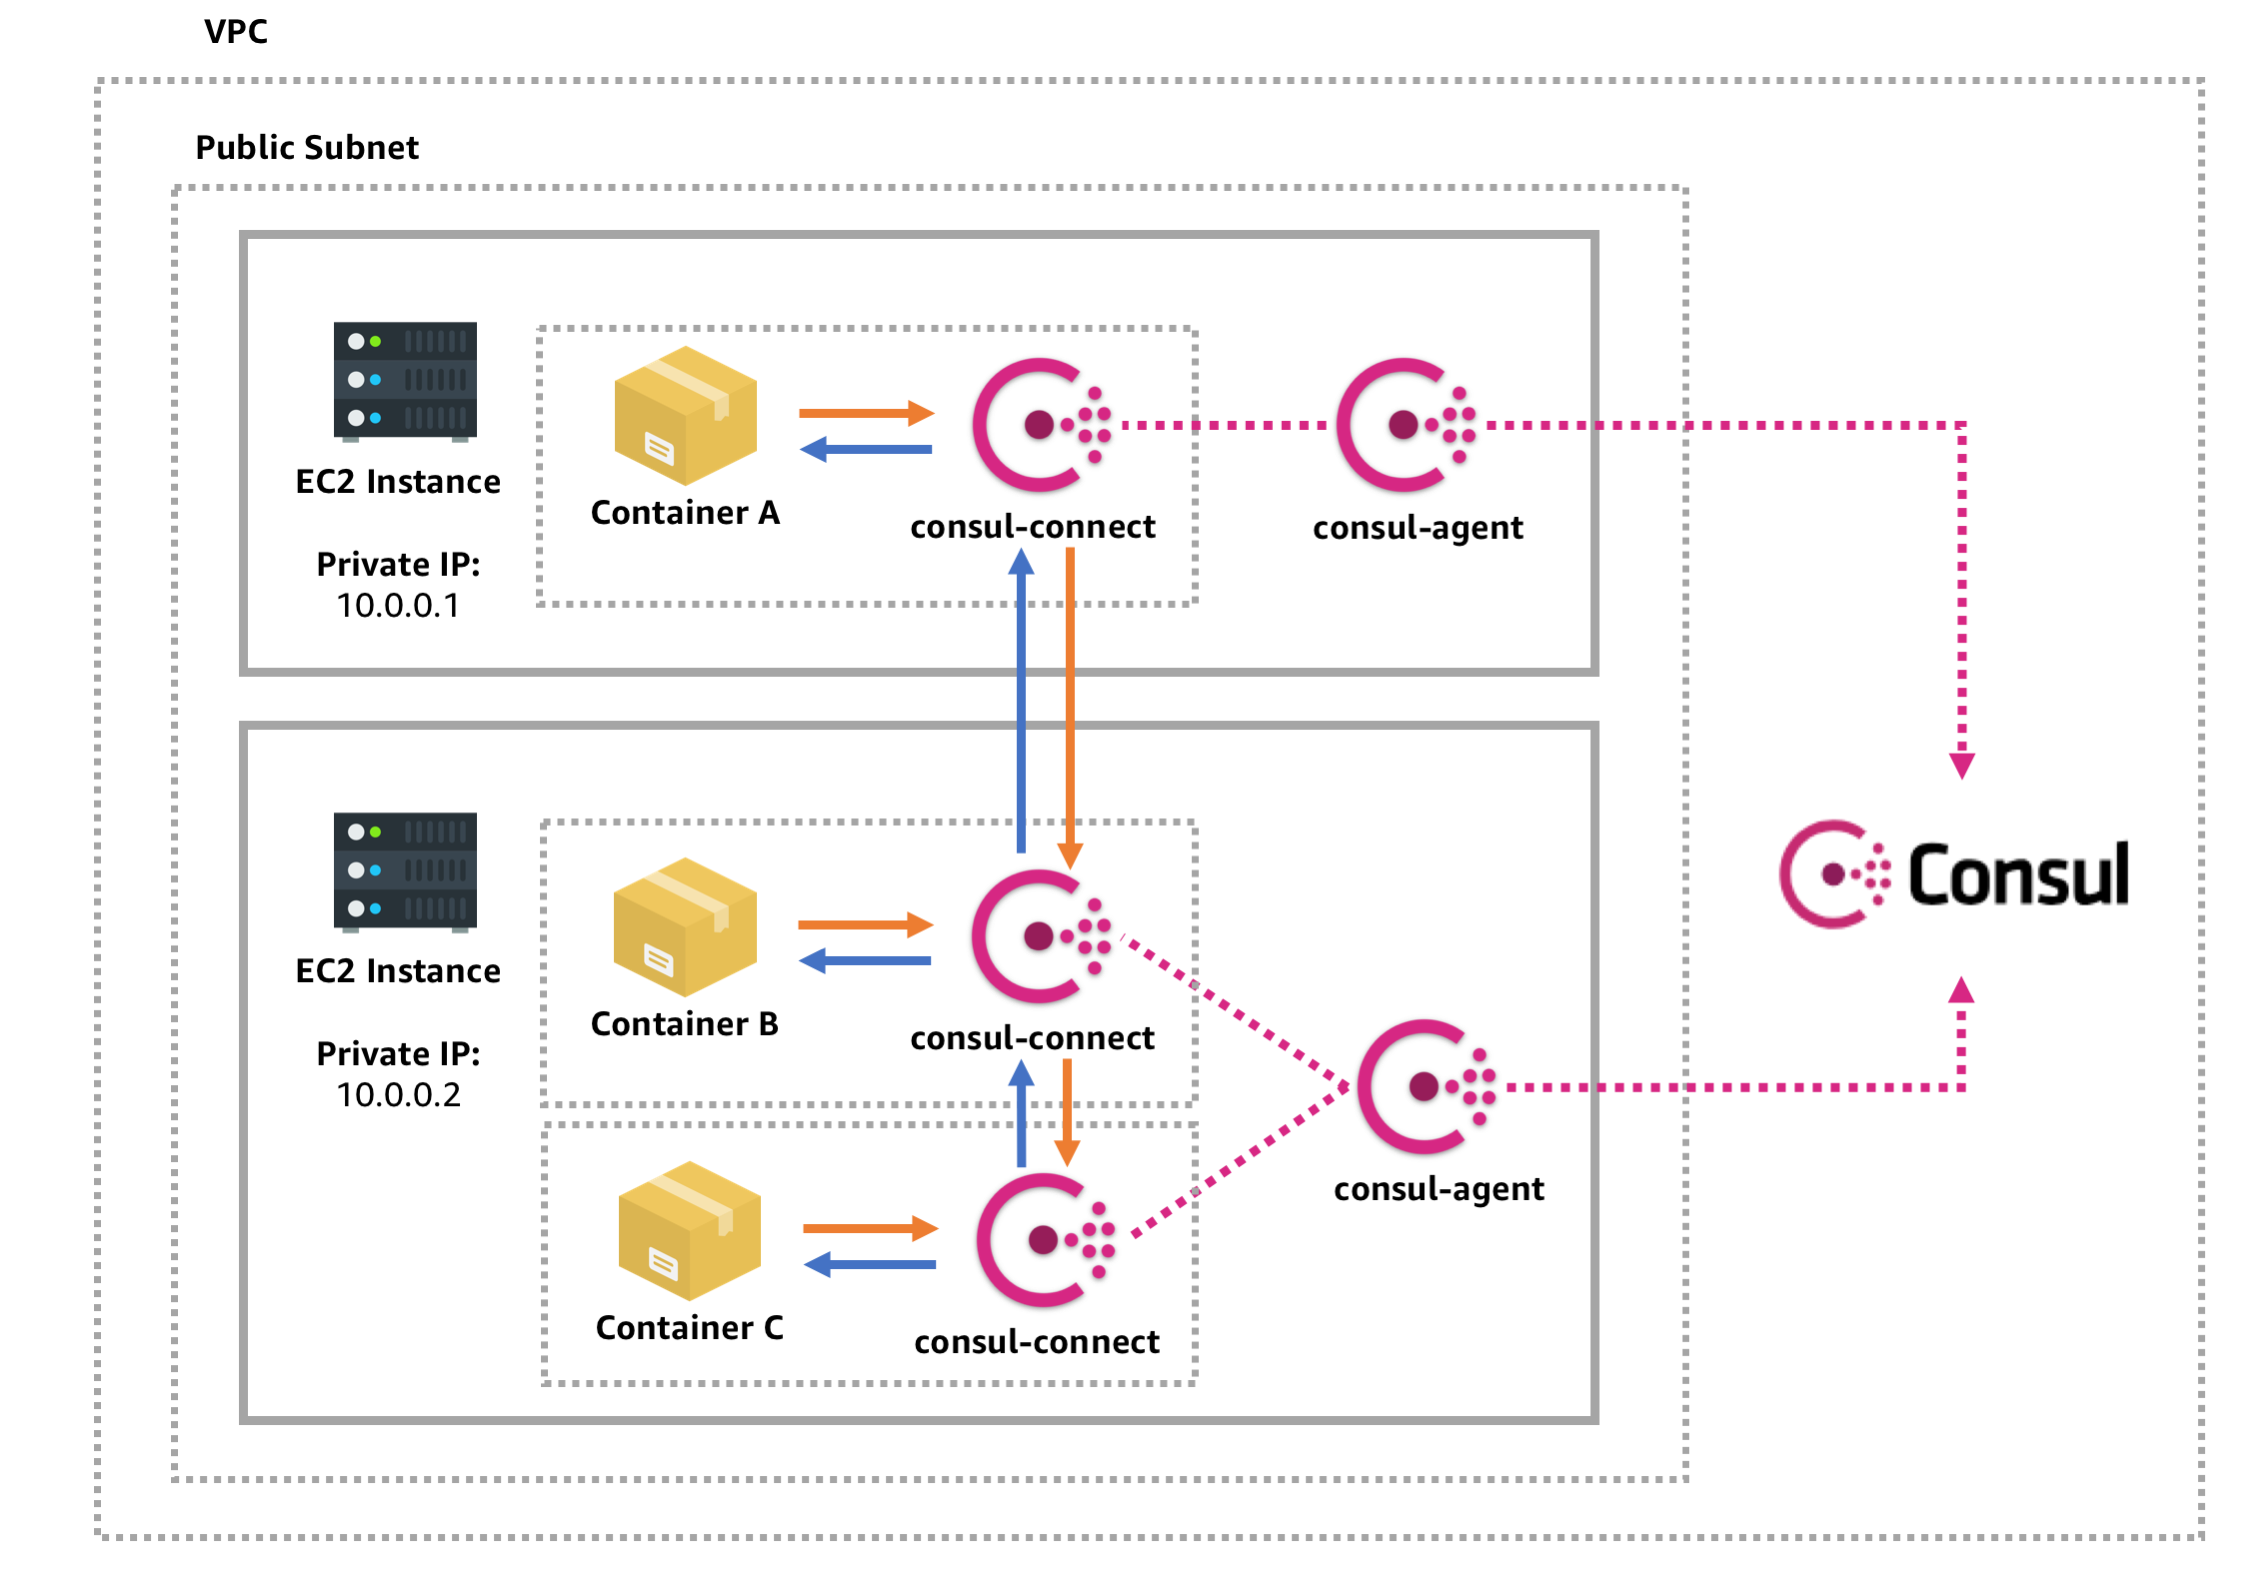 VPC
Public Subnet
EC2 Instance
Private IP:
10.0.0.1
Container A
consul-connect
consul-agent
EC2 Instance
Private IP:
10.0.0.2
Container B
consul-connect
Container C
consul-connect
consul-agent
Consul